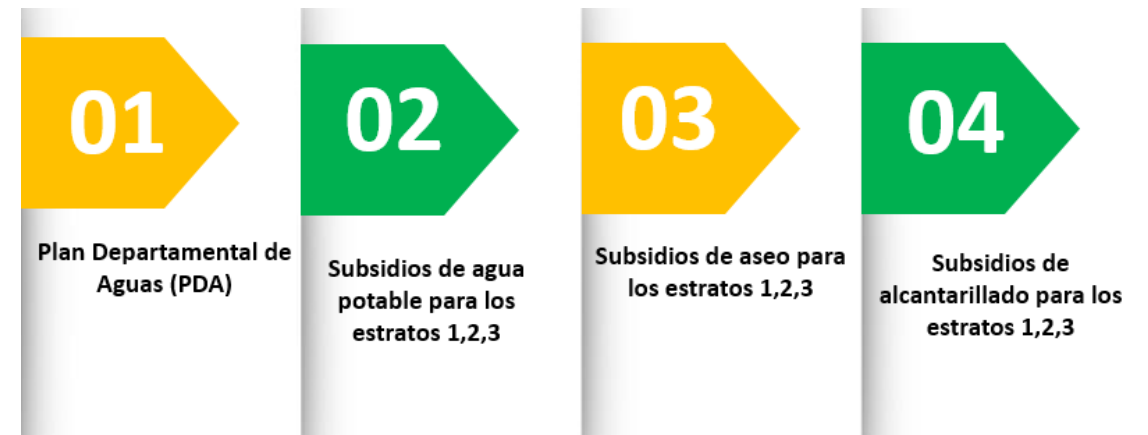 01
Plan Departamental de
Aguas (PDA)
02
Subsidios de agua
potable para los
estratos 1,2,3
03
Subsidios de aseo para
los estratos 1,2,3
04
Subsidios de
alcantarillado para los
estratos 1,2,3